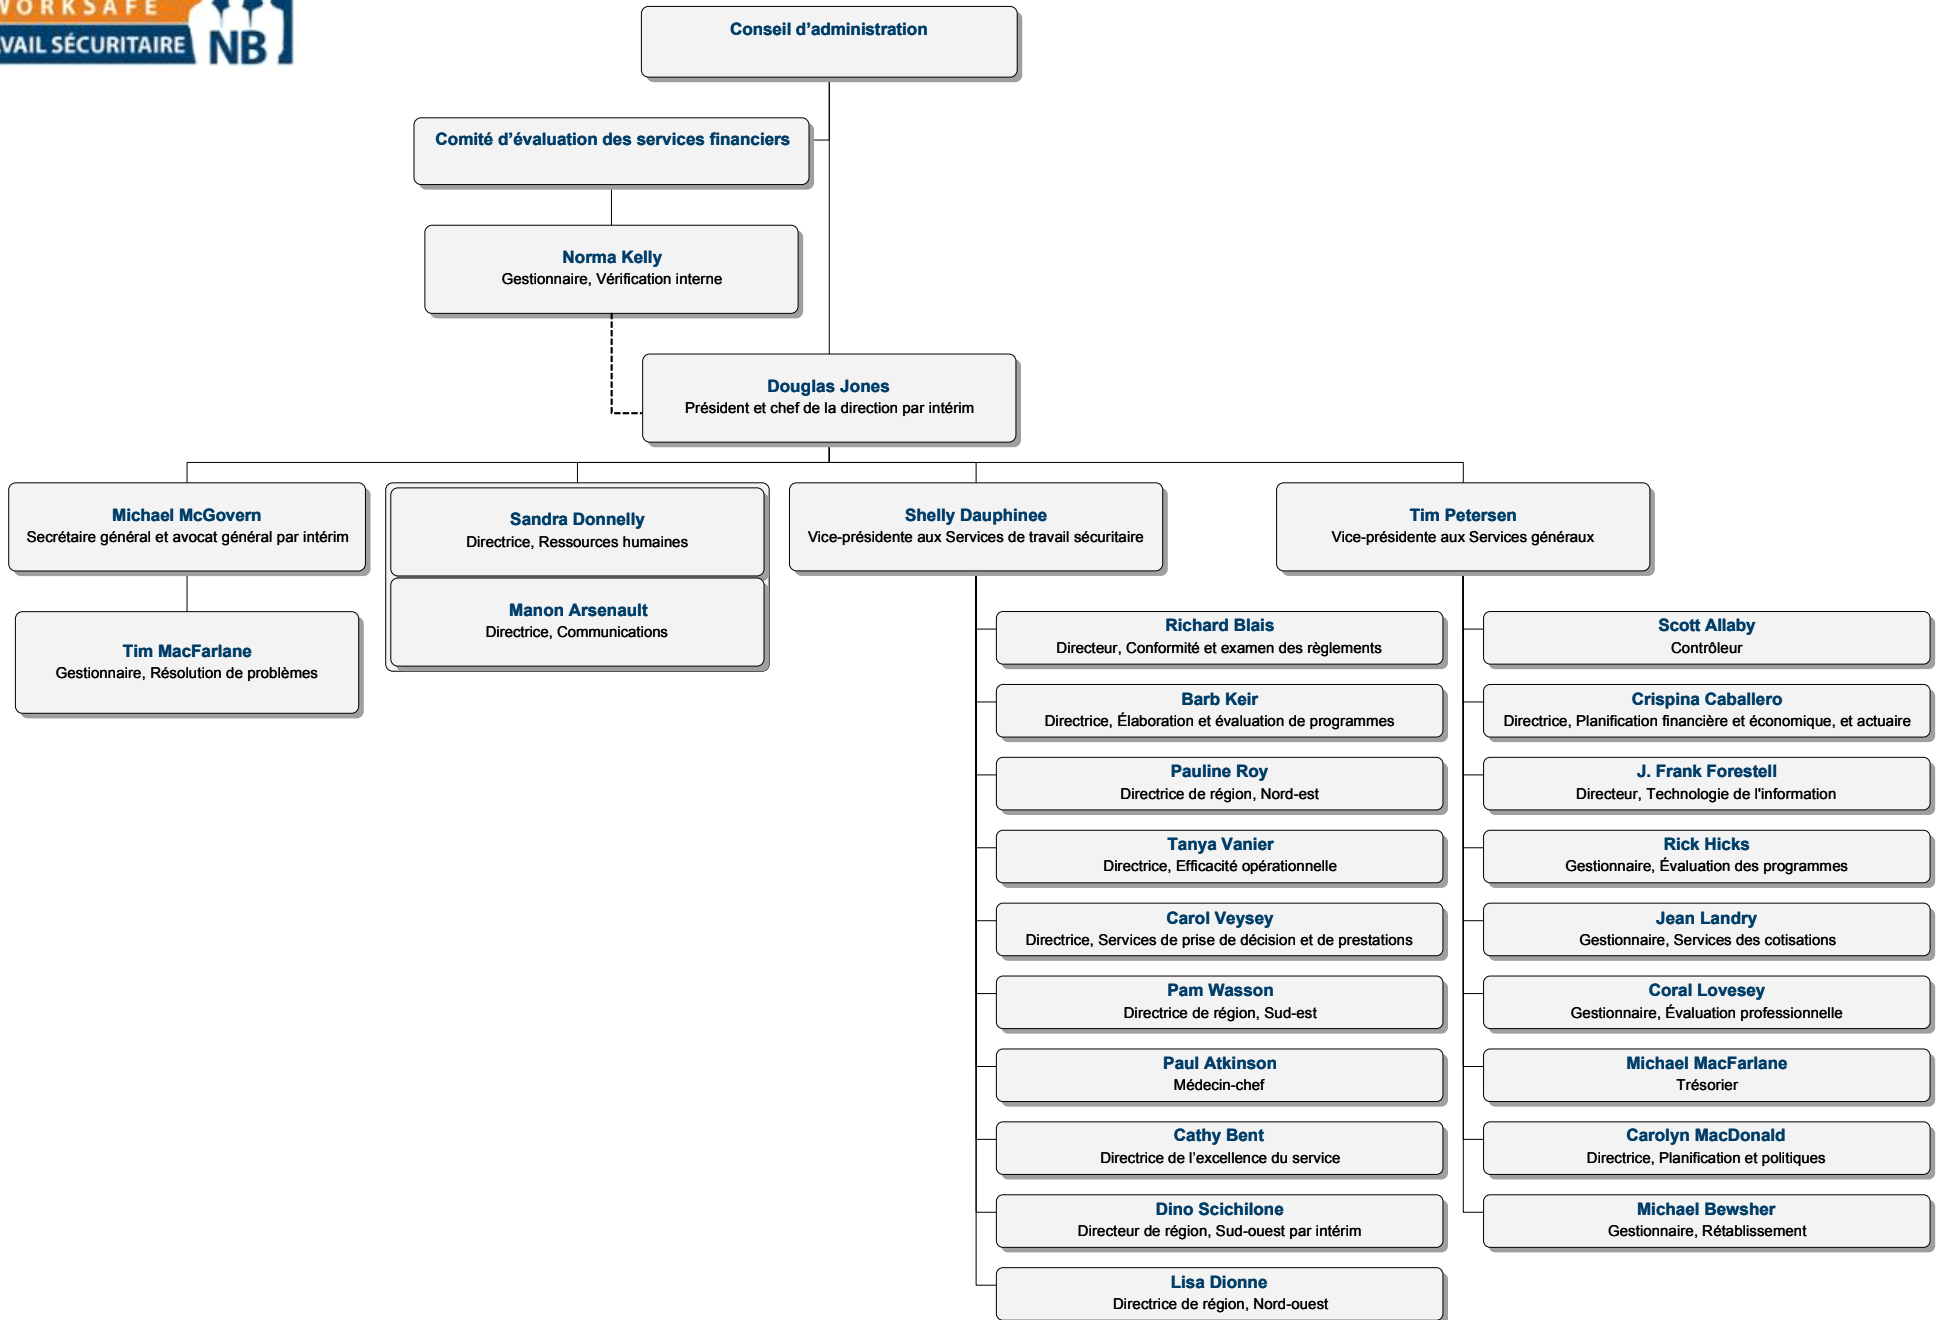 WORKSAFE
VAIL SÉCURITAIRE NB
Conseil d’administration
Comité d’évaluation des services financiers
Norma Kelly
Gestionnaire, Vérification interne
Douglas Jones
Président et chef de la direction par intérim
Michael McGovern
Secrétaire général et avocat général par intérim
Tim MacFarlane
Gestionnaire, Résolution de problèmes
Sandra Donnelly
Directrice, Ressources humaines
Manon Arsenault
Directrice, Communications
Shelly Dauphinee
Vice-présidente aux Services de travail sécuritaire
Richard Blais
Directeur, Conformité et examen des règlements
Barb Keir
Directrice, Élaboration et évaluation de programmes
Pauline Roy
Directrice de région, Nord-est
Tanya Vanier
Directrice, Efficacité opérationnelle
Carol Veysey
Directrice, Services de prise de décision et de prestations
Pam Wasson
Directrice de région, Sud-est
Paul Atkinson
Médecin-chef
Cathy Bent
Directrice de l’excellence du service
Dino Scichilone
Directeur de région, Sud-ouest par intérim
Lisa Dionne
Directrice de région, Nord-ouest
Tim Petersen
Vice-présidente aux Services généraux
Scott Allaby
Contrôleur
Crispina Caballero
Directrice, Planification financière et économique, et actuaire
J. Frank Forestell
Directeur, Technologie de l'information
Rick Hicks
Gestionnaire, Évaluation des programmes
Jean Landry
Gestionnaire, Services des cotisations
Coral Lovesey
Gestionnaire, Évaluation professionnelle
Michael MacFarlane
Trésorier
Carolyn MacDonald
Directrice, Planification et politiques
Michael Bewsher
Gestionnaire, Rétablissement